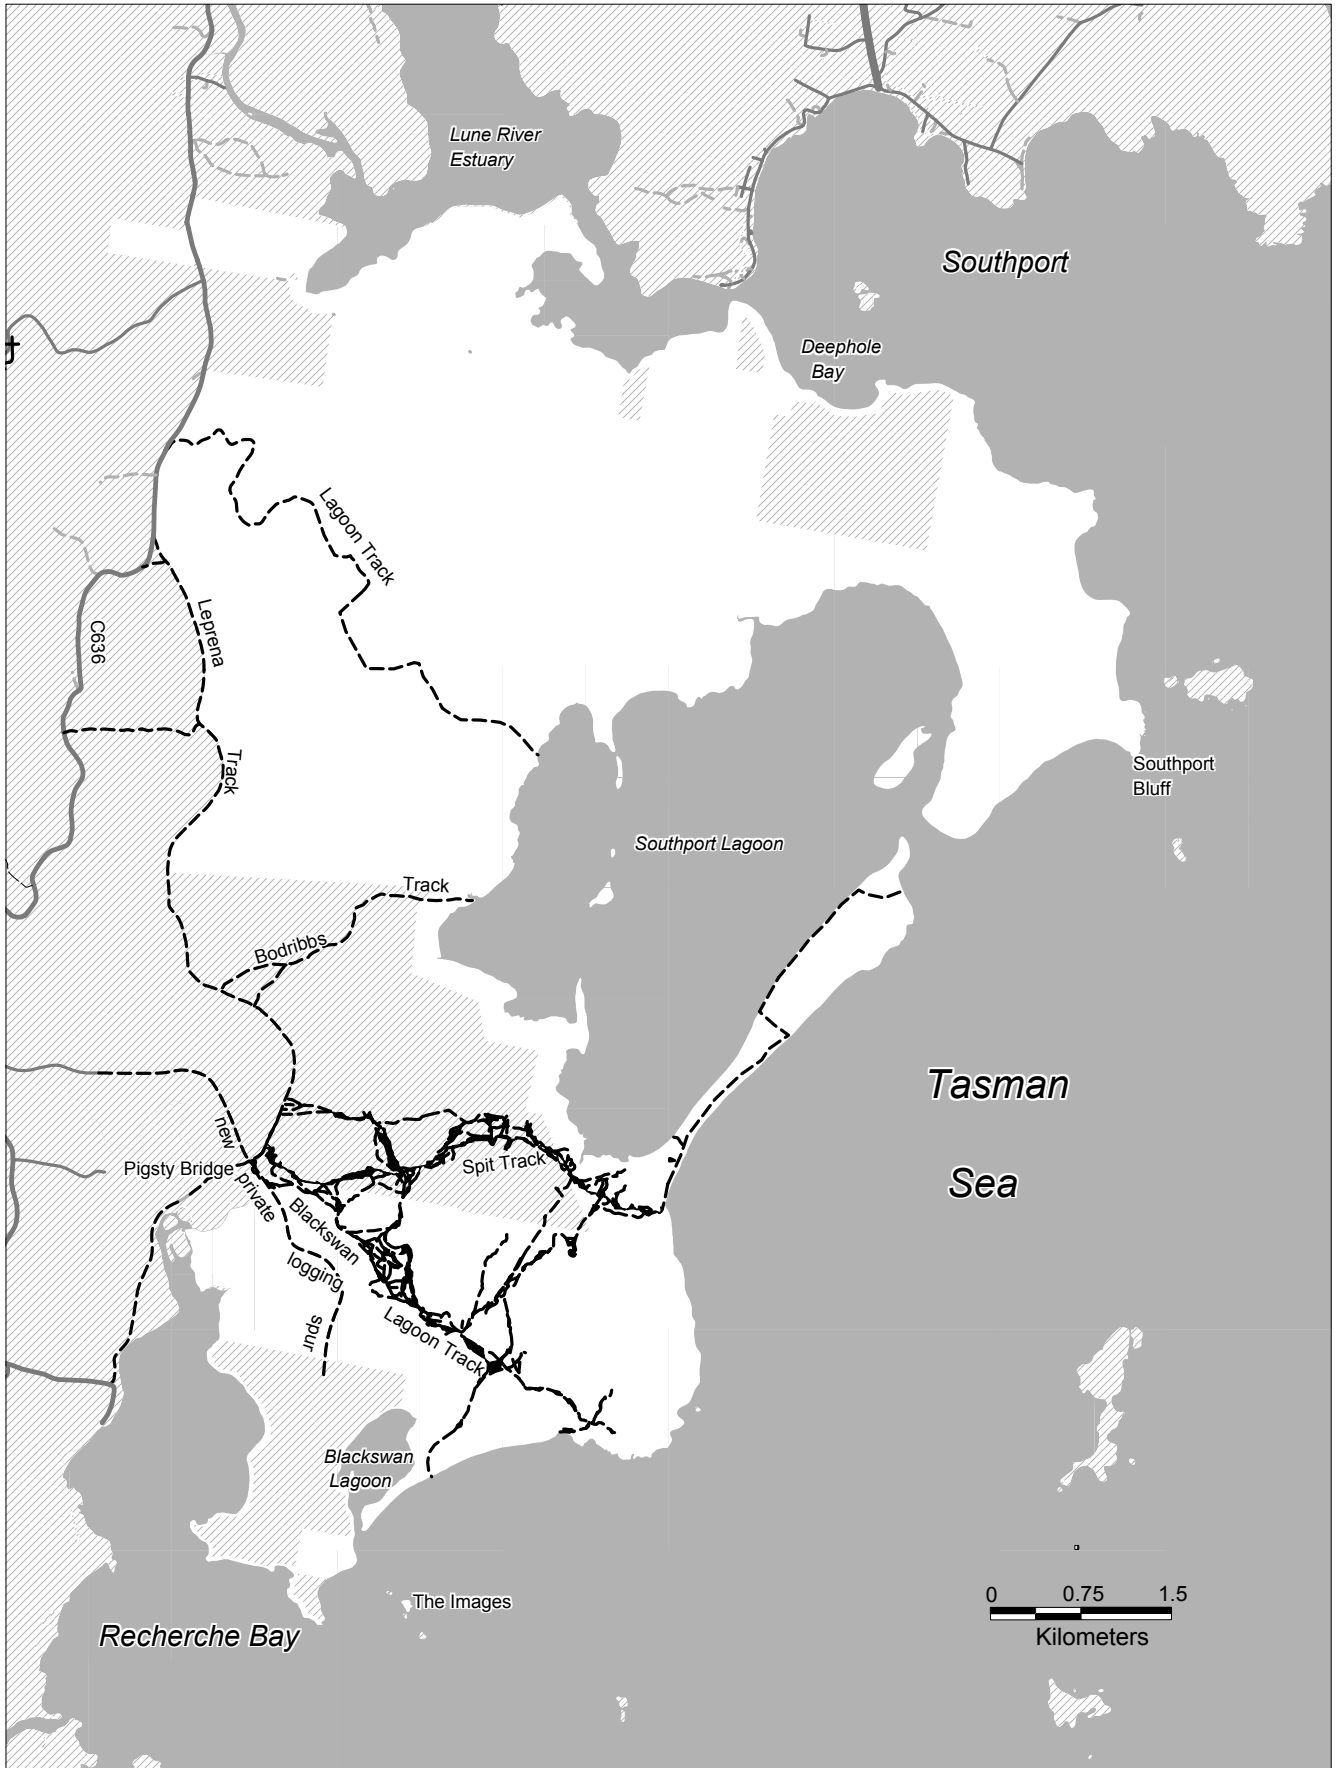 Lune River
Estuary
Southport
Deephole
Bay
Lagoon Track
Leprena
C636
Track
Southport
Bluff
Southport Lagoon
Track
Bodribbs
Tasman
Sea
new
Pigsty Bridge
private
Spit Track
Blackswan
logging
spur
Lagoon Track
Blackswan
Lagoon
The Images
0 0.75 1.5
Kilometers
Recherche Bay